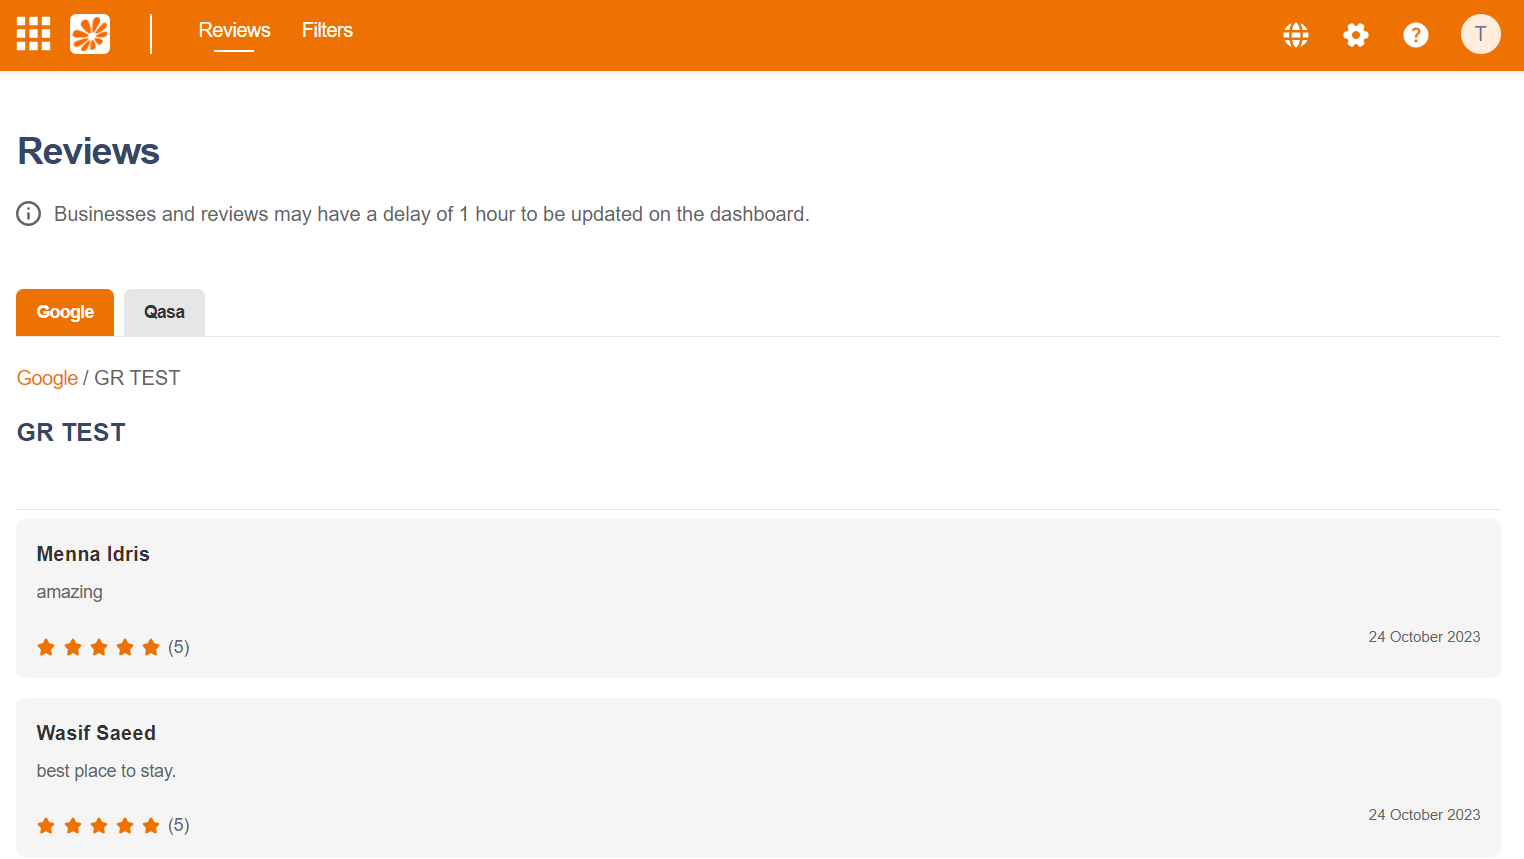 Reviews Filters
T
Reviews
Businesses and reviews may have a delay of 1 hour to be updated on the dashboard.
Google Qasa
Google / GR TEST
GR TEST
Menna Idris
amazing
(5)
24 October 2023
Wasif Saeed
best place to stay.
(5)
24 October 2023